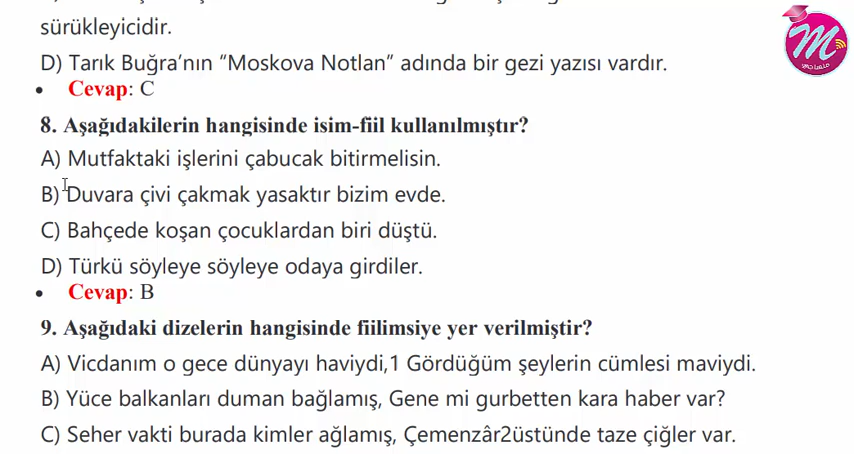 sürükleyicidir.
D) Tarık Buğra’nın “Moskova Notlan” adında bir gezi yazısı vardır.
• Cevap: C
8. Aşağıdakilerin hangisinde isim-fiil kullanılmıştır?
A) Mutfaktaki işlerini çabucak bitirmelisin.
B) Duvara çivi çakmak yasaktır bizim evde.
C) Bahçede koşan çocuklardan biri düştü.
D) Türkü söyleye söyleye odaya girdiler.
• Cevap: B
9. Aşağıdaki dizelerin hangisinde fiilimsiye yer verilmiştir?
A) Vicdanım o gece dünyayı haviydi,1 Gördüğüm şeylerin cümlesi maviydi.
B) Yüce balkanları duman bağlamış, Gene mi gurbetten kara haber var?
C) Seher vakti burada kimler ağlamış, Çemenzâr2üstünde taze çiğler var.